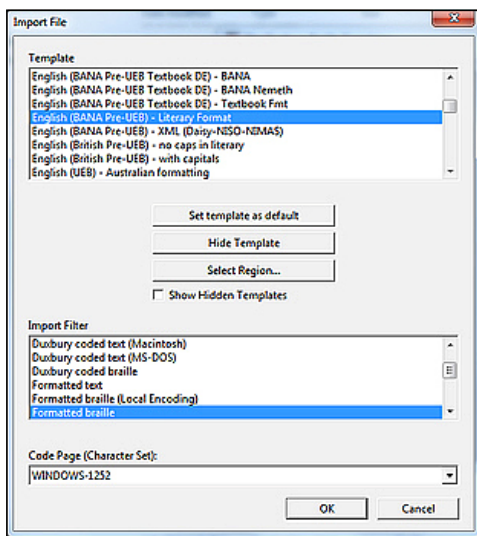 Import File
Template
English (BANA Pre-UEB Textbook DE) - BANA
English (BANA Pre-UEB Textbook DE) - BANA Nemeth
English (BANA Pre-UEB Textbook DE) - Textbook Fmt
English (BANA Pre-UEB) - Literary Format
English (BANA Pre-UEB) - XML (Daisy-NISO-NIMAS)
English (British Pre-UEB) - no caps in literary
English (British Pre-UEB) - with capitals
English (UEB) - Australian formatting
Set template as default
Hide Template
Select Region...
Show Hidden Templates
Import Filter
Duxbury coded text (Macintosh)
Duxbury coded text (MS-DOS)
Duxbury coded braille
Formatted text
Formatted braille (Local Encoding)
Formatted braille
Code Page (Character Set):
WINDOWS-1252
OK Cancel